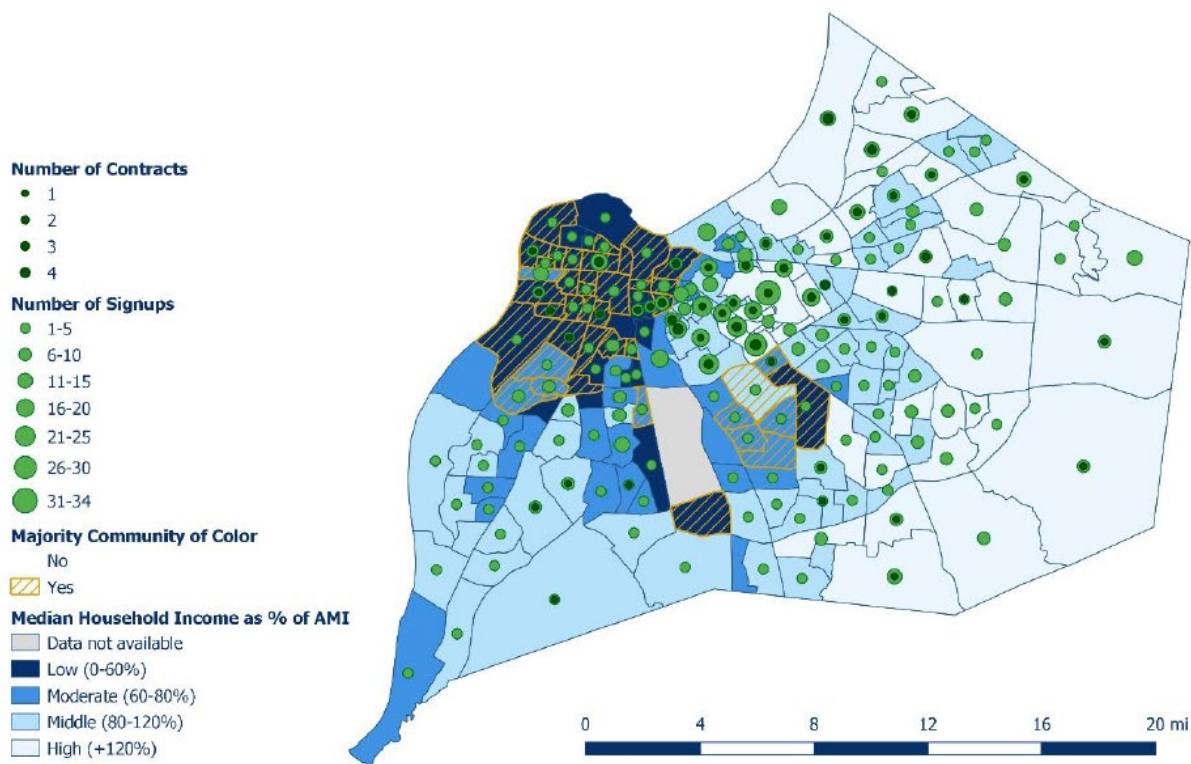 Number of Contracts
1
2
3
4
Number of Signups
1-5
6-10
11-15
16-20
21-25
26-30
31-34
Majority Community of Color
No
Yes
Median Household Income as % of AMI
Data not available
Low (0-60%)
Moderate (60-80%)
Middle (80-120%)
High (+120%)
0 4 8 12 16 20 mi